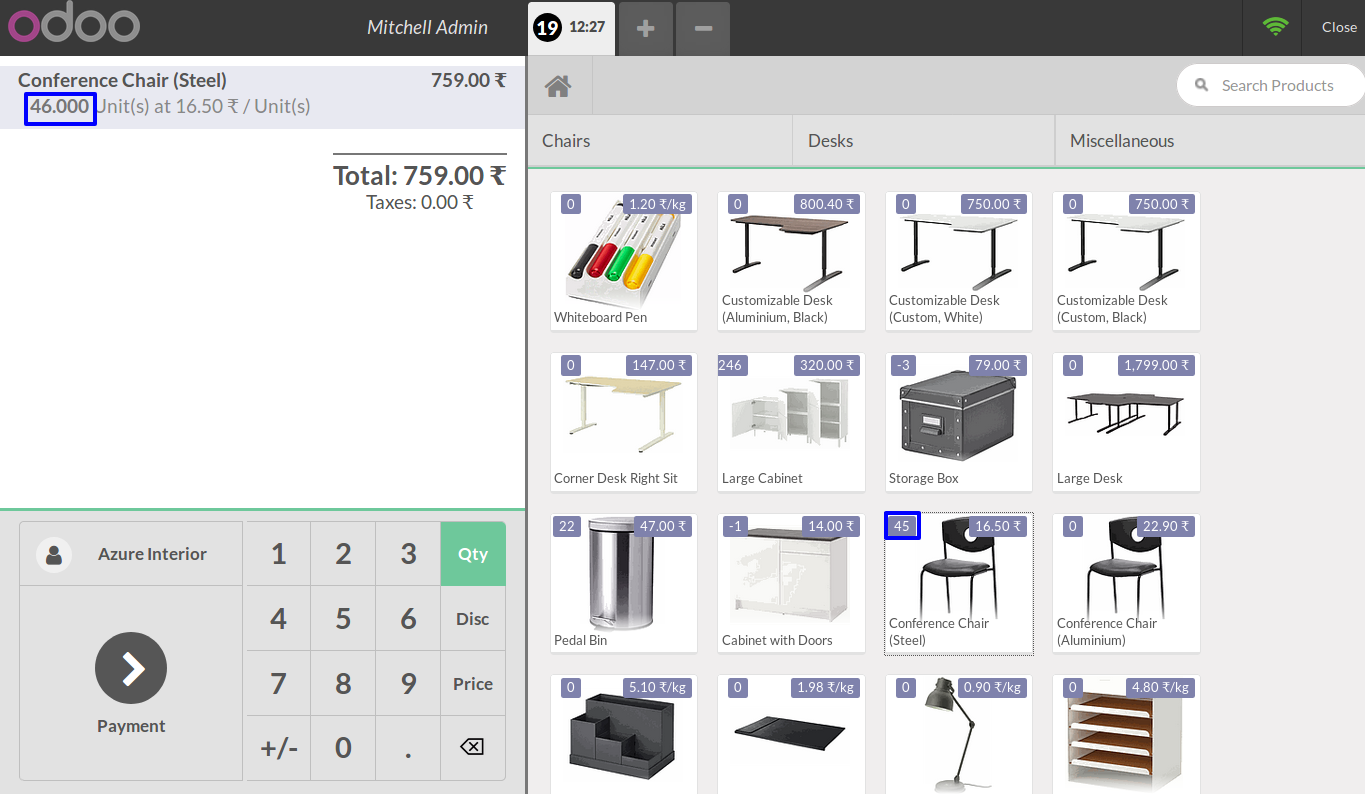 odoo
Mitchell Admin
19 12:27
Close
Conference Chair (Steel) 759.00 ₹
46.000 Unit(s) at 16.50 ₹ / Unit(s)
Total: 759.00 ₹
Taxes: 0.00 ₹
Azure Interior
1 2 3 Qty
4 5 6 Disc
7 8 9 Price
+/- 0 .
Payment
Search Products
Chairs Desks Miscellaneous
0 1.20 ₹/kg
Whiteboard Pen
0 800.40 ₹
Customizable Desk
(Aluminium, Black)
0 750.00 ₹
Customizable Desk
(Custom, White)
0 750.00 ₹
Customizable Desk
(Custom, Black)
0 147.00 ₹
Corner Desk Right Sit
246 320.00 ₹
Large Cabinet
-3 79.00 ₹
Storage Box
0 1,799.00 ₹
Large Desk
22 47.00 ₹
Pedal Bin
-1 14.00 ₹
Cabinet with Doors
45 16.50 ₹
Conference Chair
(Steel)
0 22.90 ₹
Conference Chair
(Aluminium)
0 5.10 ₹/kg
0 1.98 ₹/kg
0 0.90 ₹/kg
0 4.80 ₹/kg